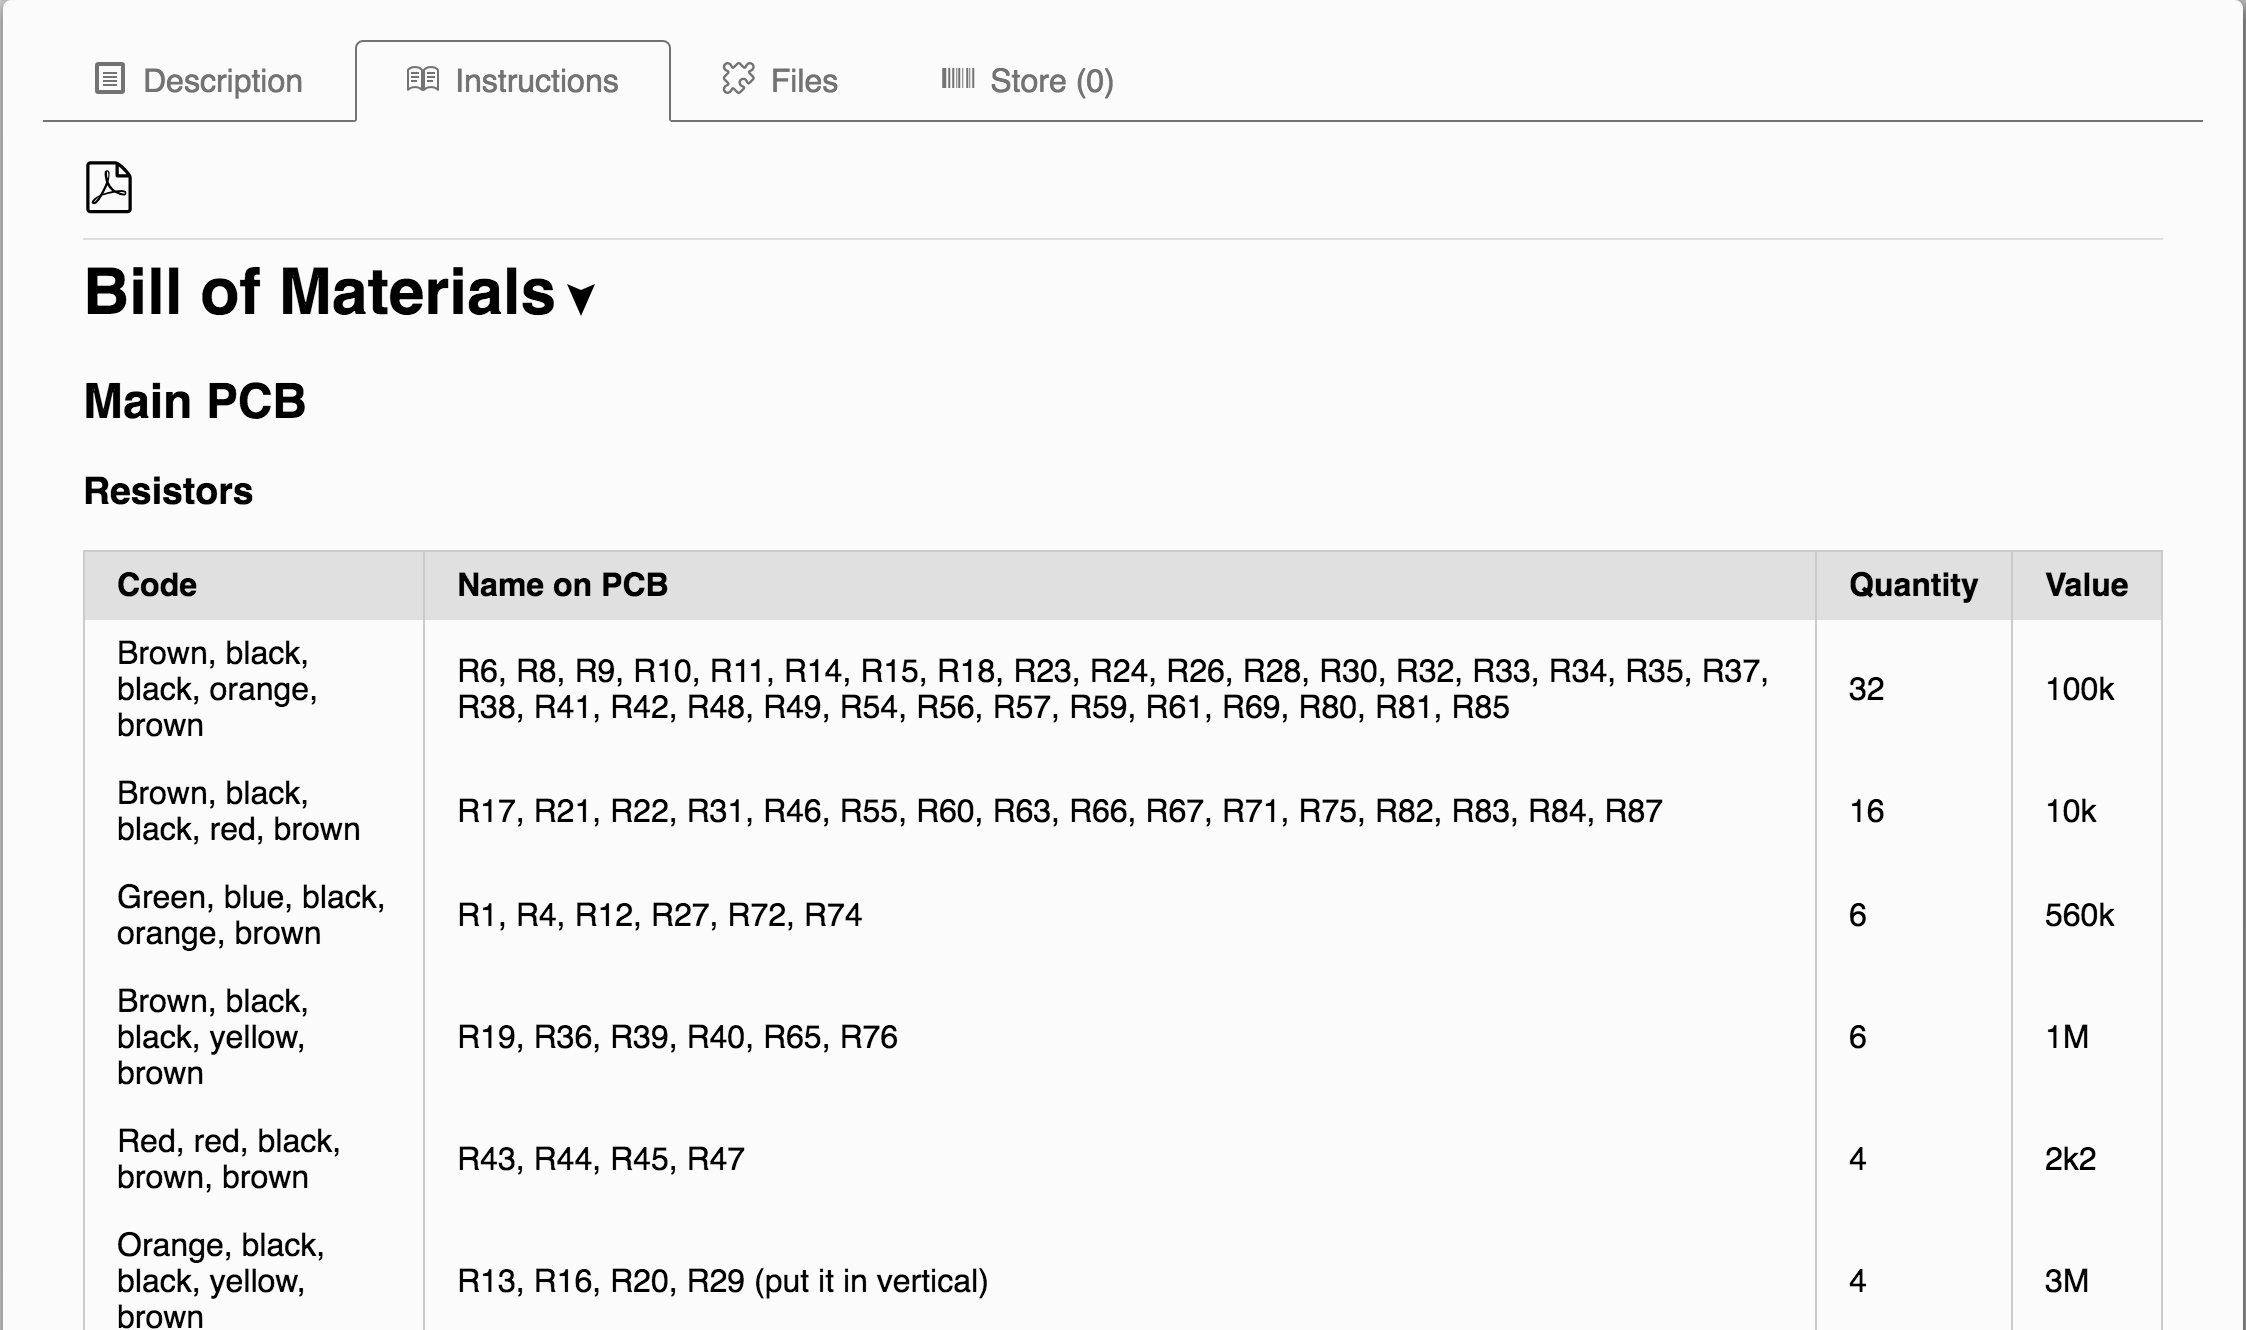 Description
Instructions
Files
Store (0)
Bill of Materials
Main PCB
Resistors
Code Name on PCB Quantity Value
Brown, black,
black, orange,
brown
R6, R8, R9, R10, R11, R14, R15, R18, R23, R24, R26, R28, R30, R32, R33, R34, R35, R37,
R38, R41, R42, R48, R49, R54, R56, R57, R59, R61, R69, R80, R81, R85
32
100k
Brown, black,
black, red, brown
R17, R21, R22, R31, R46, R55, R60, R63, R66, R67, R71, R75, R82, R83, R84, R87
16
10k
Green, blue, black,
orange, brown
R1, R4, R12, R27, R72, R74
6
560k
Brown, black,
black, yellow,
brown
R19, R36, R39, R40, R65, R76
6
1M
Red, red, black,
brown, brown
R43, R44, R45, R47
4
2k2
Orange, black,
black, yellow,
brown
R13, R16, R20, R29 (put it in vertical)
4
3M